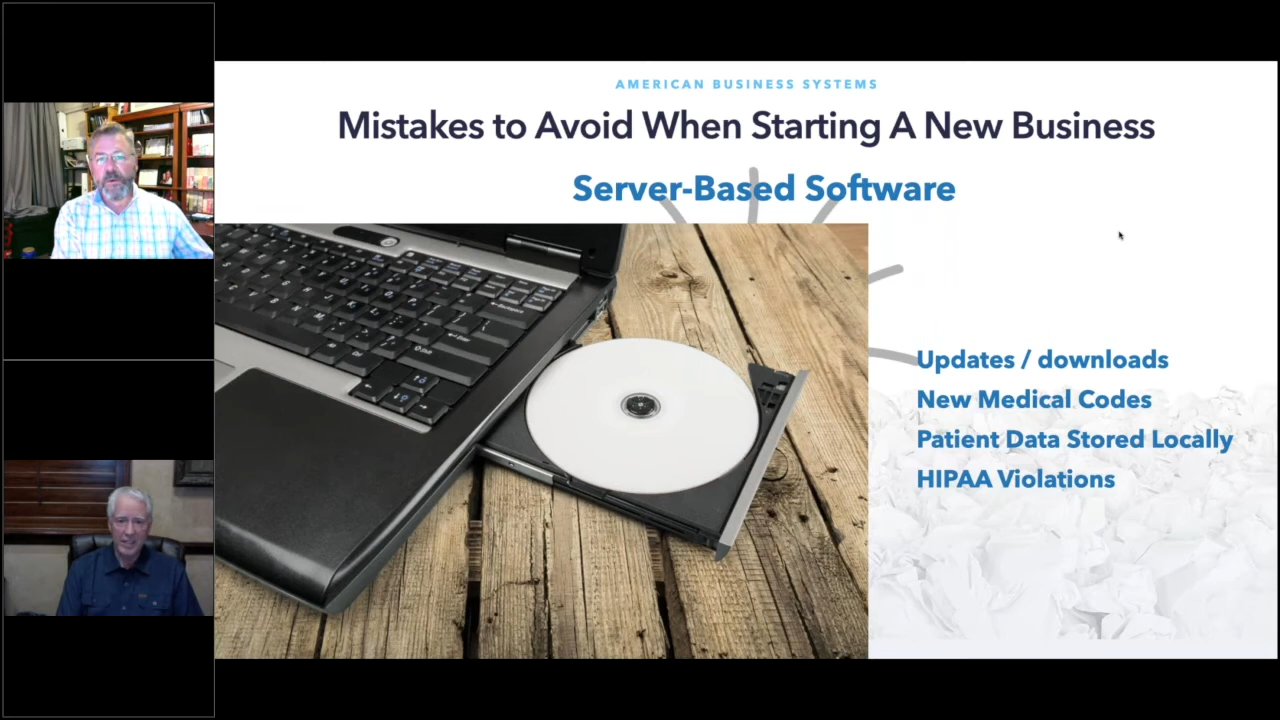 AMERICAN BUSINESS SYSTEMS
Mistakes to Avoid When Starting A New Business
Server-Based Software
Updates / downloads
New Medical Codes
Patient Data Stored Locally
HIPAA Violations